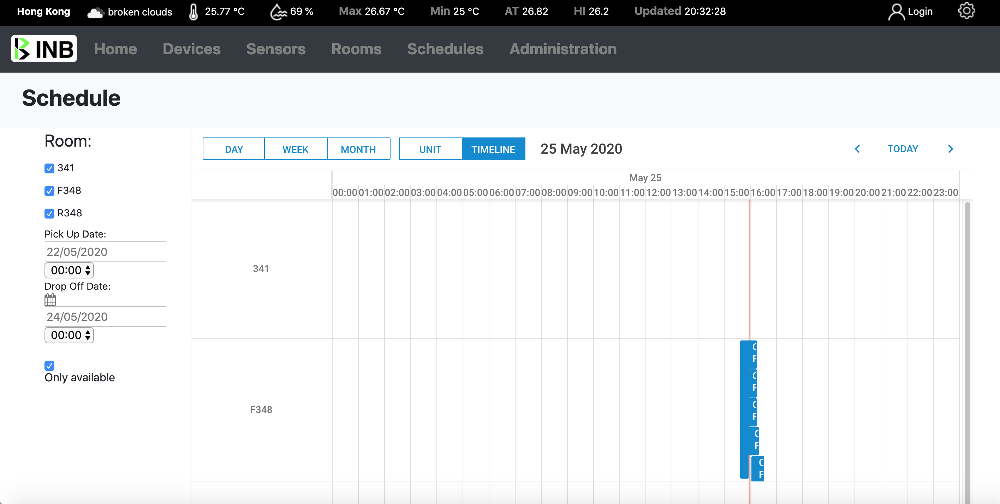 Hong Kong broken clouds 25.77 °C 69 % Max 26.67 °C Min 25 °C AT 26.82 HI 26.2 Updated 20:32:28 Login
INB Home Devices Sensors Rooms Schedules Administration
Schedule
Room:
341
F348
R348
Pick Up Date:
22/05/2020
00:00
Drop Off Date:
24/05/2020
00:00
Only available
DAY WEEK MONTH UNIT TIMELINE 25 May 2020 TODAY
May 25
00:00 01:00 02:00 03:00 04:00 05:00 06:00 07:00 08:00 09:00 10:00 11:00 12:00 13:00 14:00 15:00 16:00 17:00 18:00 19:00 20:00 21:00 22:00 23:00
341
F348